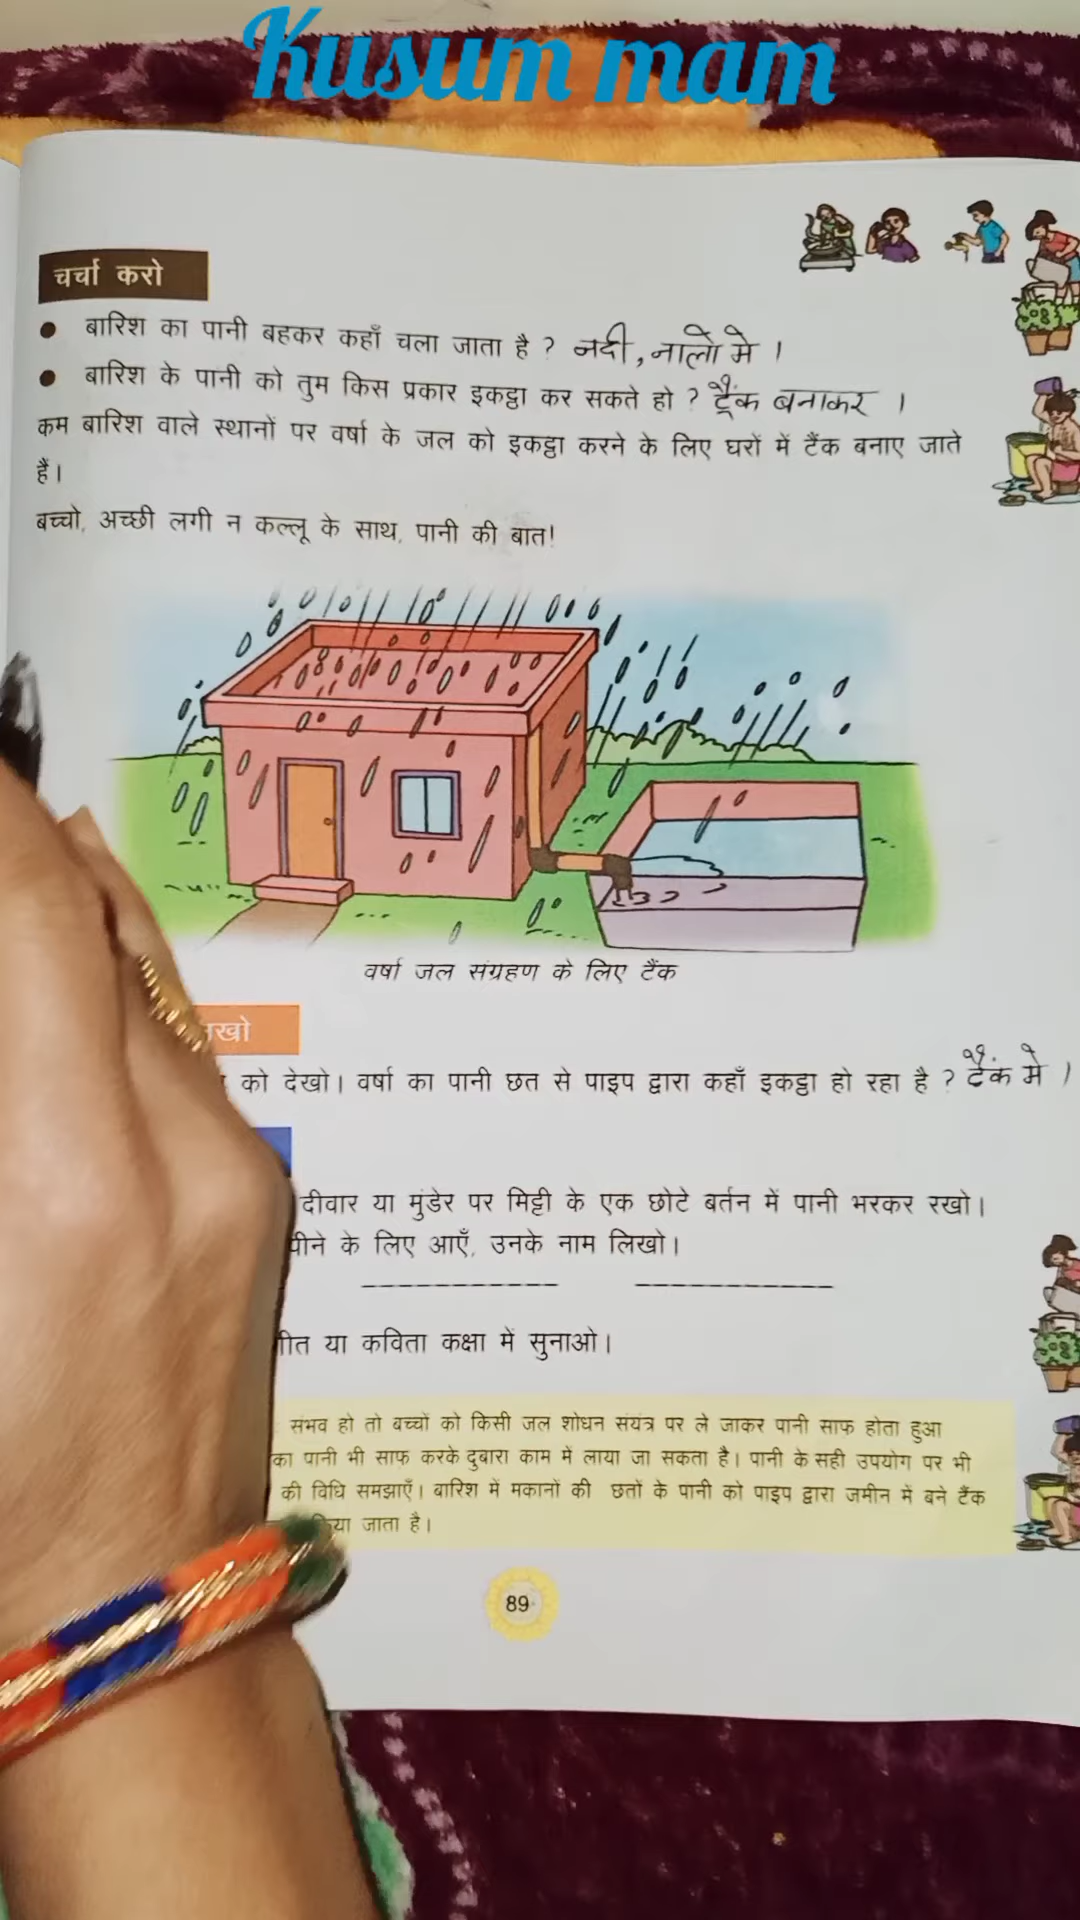 Kusum mam
चर्चा करो
● बारिश का पानी बहकर कहाँ चला जाता है ? नदी, नालो मे ।
● बारिश के पानी को तुम किस प्रकार इकट्ठा कर सकते हो ? ट्रैंक बनाकर ।
कम बारिश वाले स्थानों पर वर्षा के जल को इकट्ठा करने के लिए घरों में टैंक बनाए जाते
हैं।
बच्चो, अच्छी लगी न कल्लू के साथ, पानी की बात!
वर्षा जल संग्रहण के लिए टैंक
को देखो। वर्षा का पानी छत से पाइप द्वारा कहाँ इकट्ठा हो रहा है ? टैंक मे ।
दीवार या मुंडेर पर मिट्टी के एक छोटे बर्तन में पानी भरकर रखो।
पीने के लिए आएँ, उनके नाम लिखो।
या कविता कक्षा में सुनाओ।
संभव हो तो बच्चों को किसी जल शोधन संयंत्र पर ले जाकर पानी साफ होता हुआ
का पानी भी साफ करके दुबारा काम में लाया जा सकता है। पानी के सही उपयोग पर भी
की विधि समझाएँ। बारिश में मकानों की छतों के पानी को पाइप द्वारा जमीन में बने टैंक
जाता है।
89